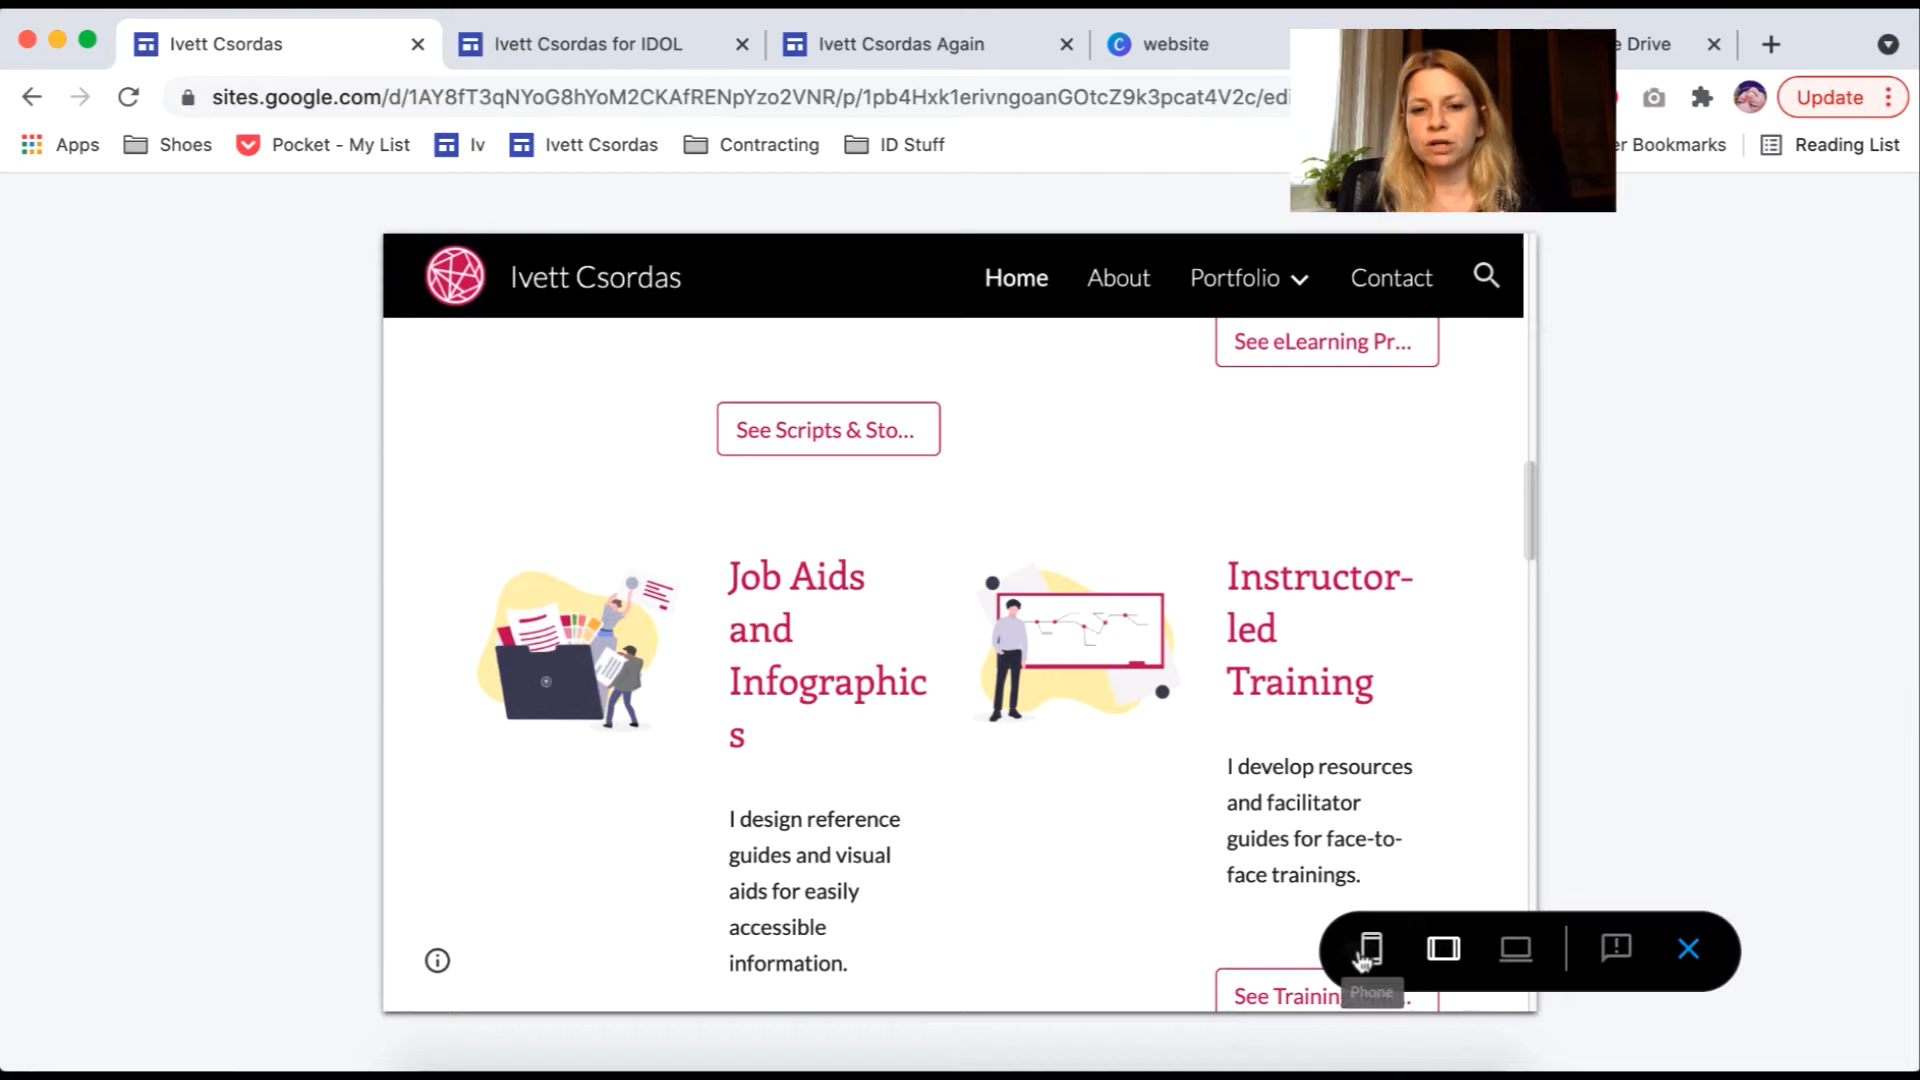 Ivett Csordas
Ivett Csordas for IDOL
Ivett Csordas Again
website
e Drive
sites.google.com/d/1AY8fT3qNYoG8hYoM2CKAfRENpYzo2VNR/p/1pb4Hxk1erivngoanGOtcZ9k3pcat4V2c/edi
Update
Apps
Shoes
Pocket - My List
Iv
Ivett Csordas
Contracting
ID Stuff
er Bookmarks
Reading List
Ivett Csordas
Home
About
Portfolio
Contact
See eLearning Pr...
See Scripts & Sto...
Job Aids
and
Infographic
s
I design reference
guides and visual
aids for easily
accessible
information.
Instructor-
led
Training
I develop resources
and facilitator
guides for face-to-
face trainings.
See Trainin
Phone